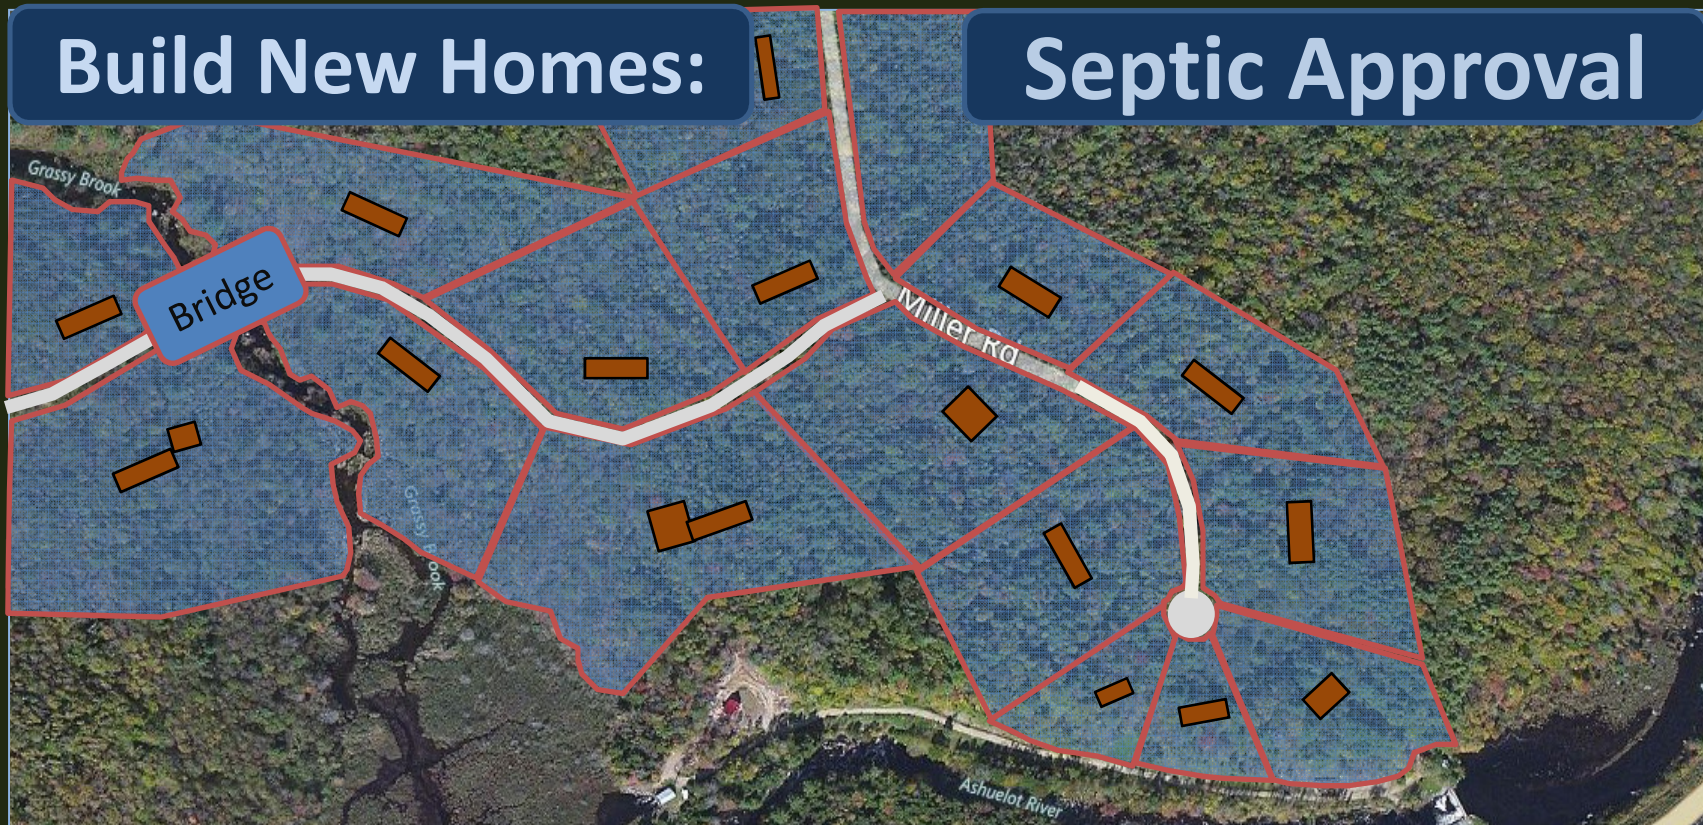 Build New Homes:
Septic Approval
Grassy Brook
Bridge
Miller Rd
Grassy Brook
Ashuelot River